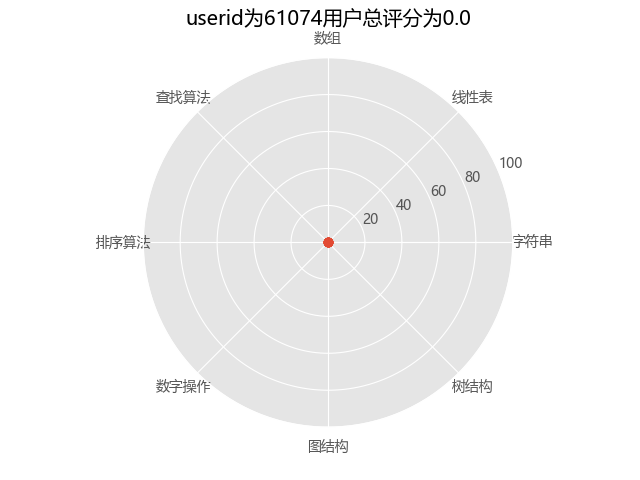 userid为61074用户总评分为0.0
数组
查找算法
线性表
100
80
60
40
20
排序算法
字符串
数字操作
树结构
图结构